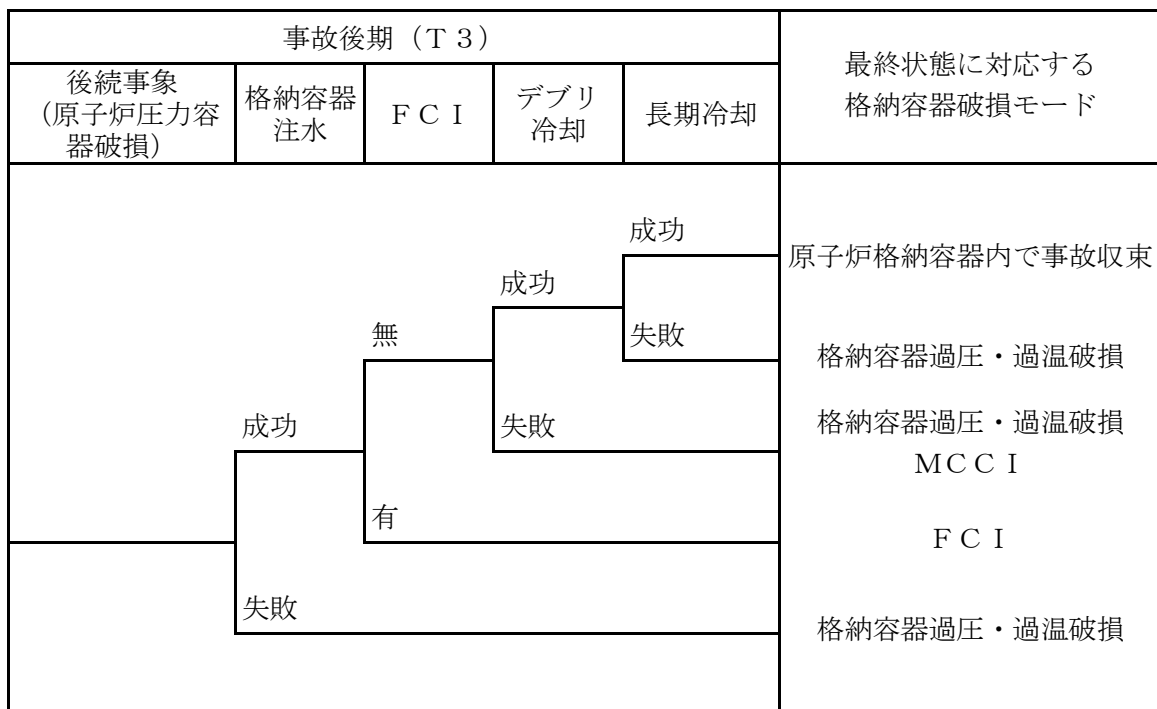 事故後期（Ｔ３）
最終状態に対応する
格納容器破損モード
後続事象
(原子炉圧力容
器破損)
格納容器
注水
ＦＣＩ
デブリ
冷却
長期冷却
成功
原子炉格納容器内で事故収束
成功
無
失敗
格納容器過圧・過温破損
成功
失敗
格納容器過圧・過温破損
ＭＣＣＩ
有
ＦＣＩ
失敗
格納容器過圧・過温破損